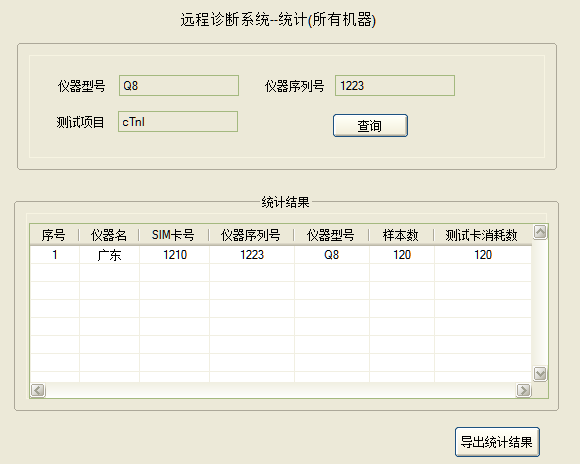 远程诊断系统--统计(所有机器)
仪器型号 Q8 仪器序列号 1223
测试项目 cTnI 查询
统计结果
序号 仪器名 SIM卡号 仪器序列号 仪器型号 样本数 测试卡消耗数
1 广东 1210 1223 Q8 120 120
导出统计结果